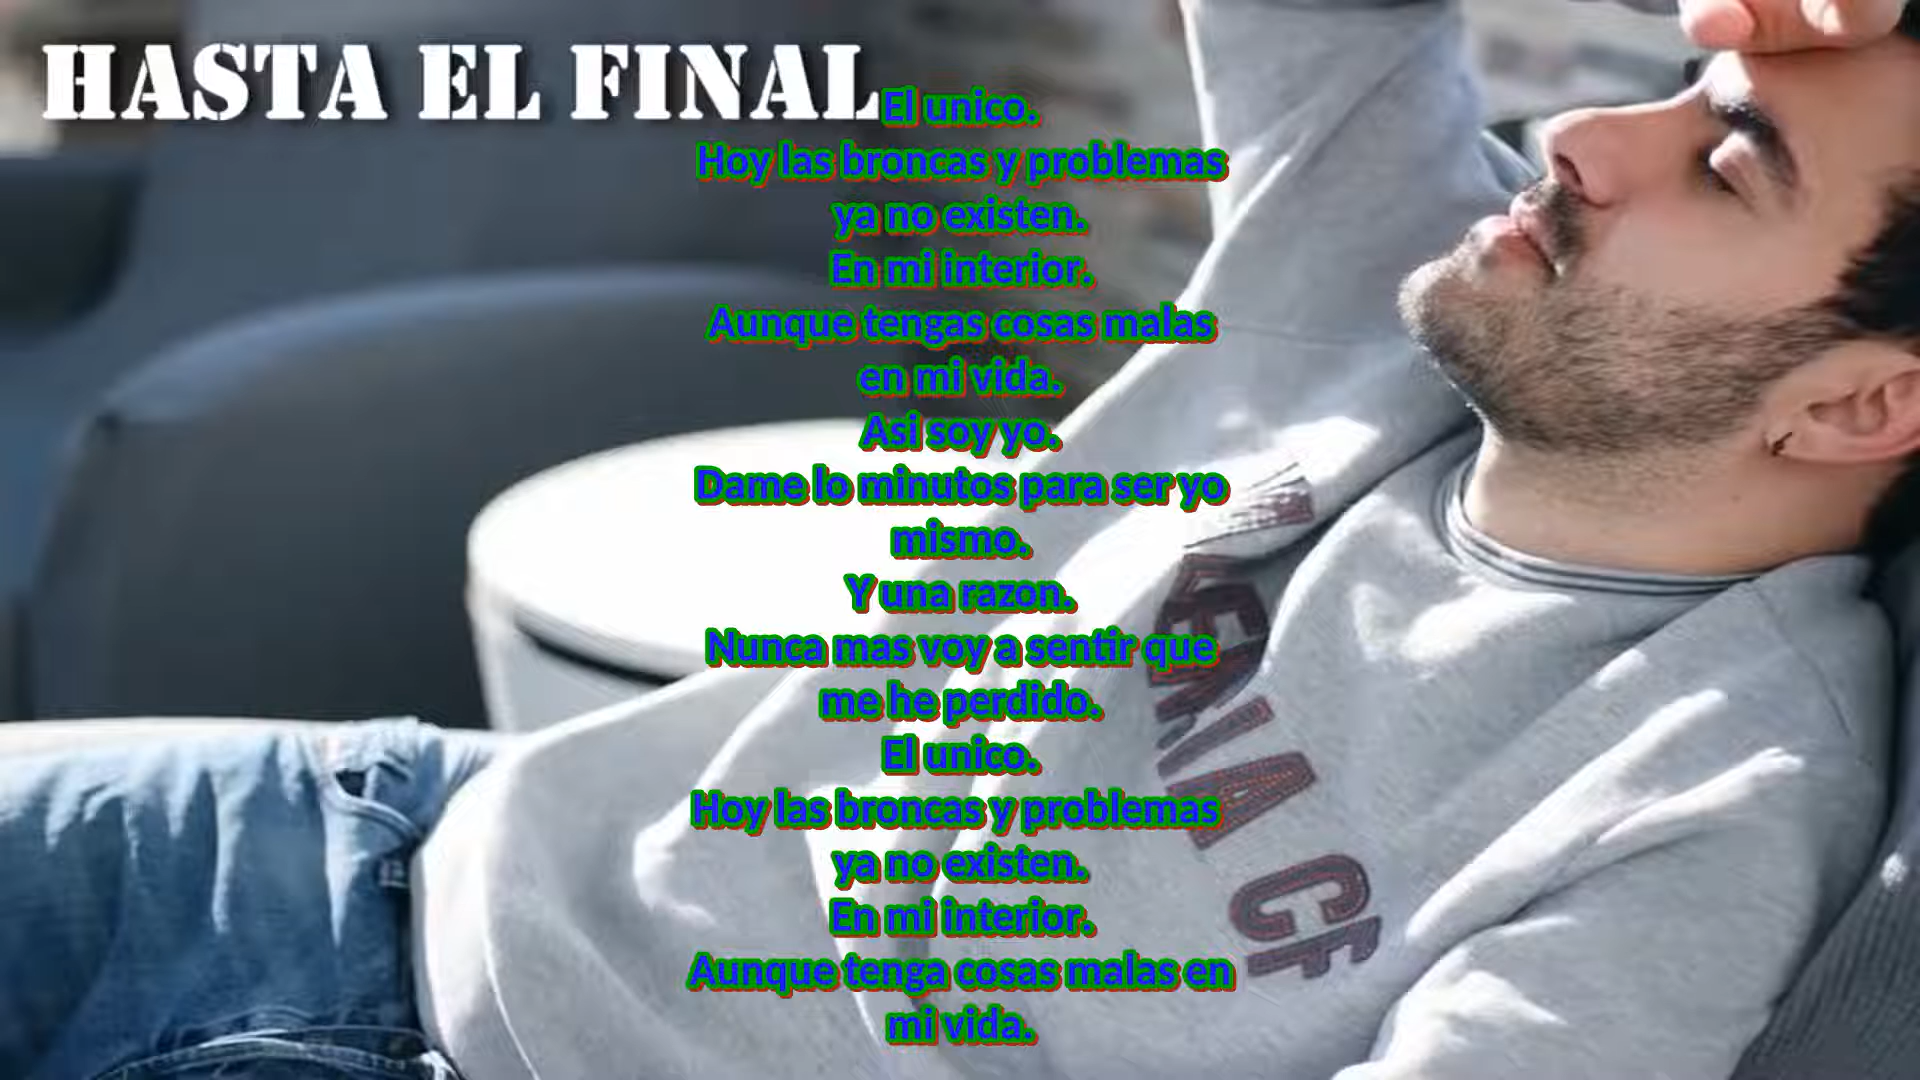 HASTA EL FINAL
El unico.
Hoy las broncas y problemas
ya no existen.
En mi interior.
Aunque tengas cosas malas
en mi vida.
Asi soy yo.
Dame lo minutos para ser yo
mismo.
Y una razon.
Nunca mas voy a sentir que
me he perdido.
El unico.
Hoy las broncas y problemas
ya no existen.
En mi interior.
Aunque tenga cosas malas en
mi vida.